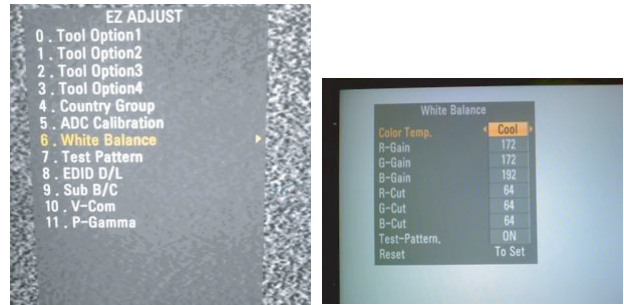 EZ ADJUST
0 . Tool Option1
1 . Tool Option2
2 . Tool Option3
3 . Tool Option4
4 . Country Group
5 . ADC Calibration
6 . White Balance
7 . Test Pattern
8 . EDID D/L
9 . Sub B/C
10 . V-Com
11 . P-Gamma
White Balance
Color Temp. Cool
R-Gain 172
G-Gain 172
B-Gain 192
R-Cut 64
G-Cut 64
B-Cut 64
Test-Pattern. ON
Reset To Set